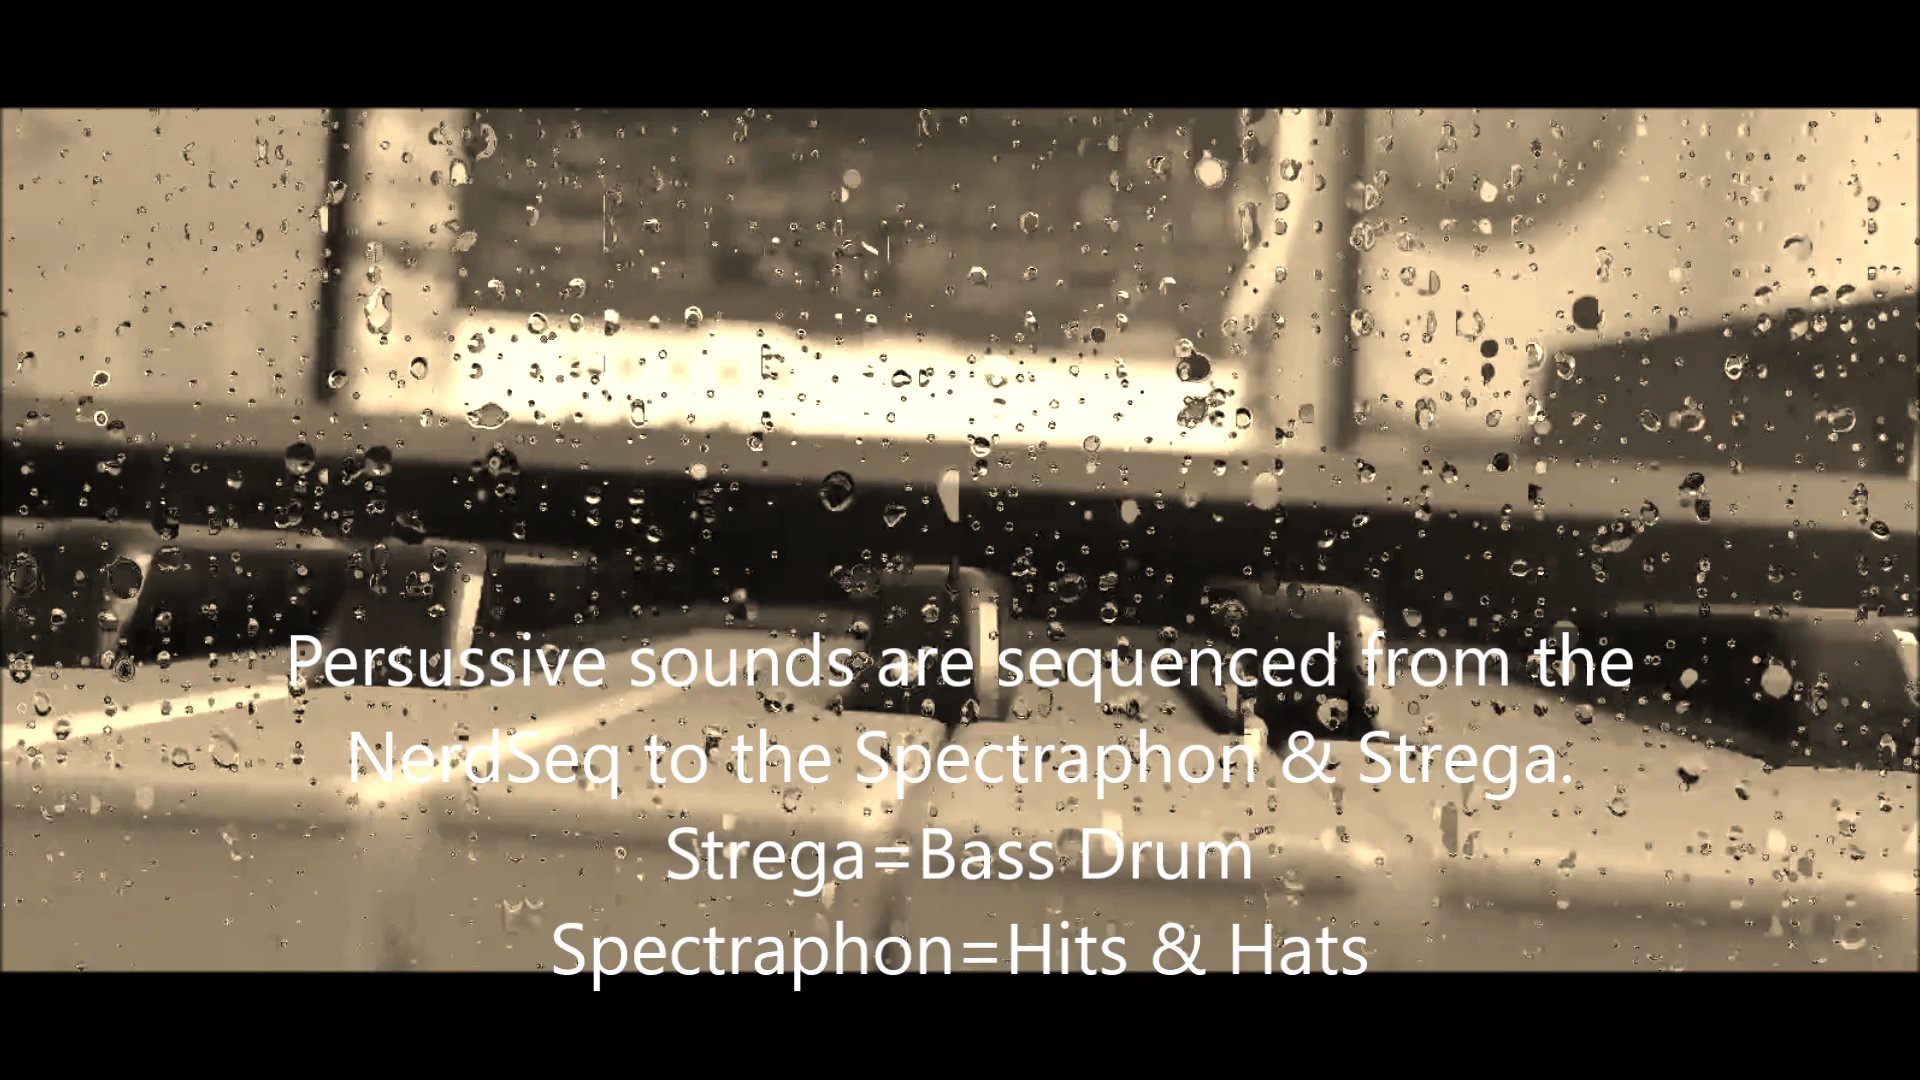 Persussive sounds are sequenced from the
NerdSeq to the Spectraphon & Strega.
Strega=Bass Drum
Spectraphon=Hits & Hats